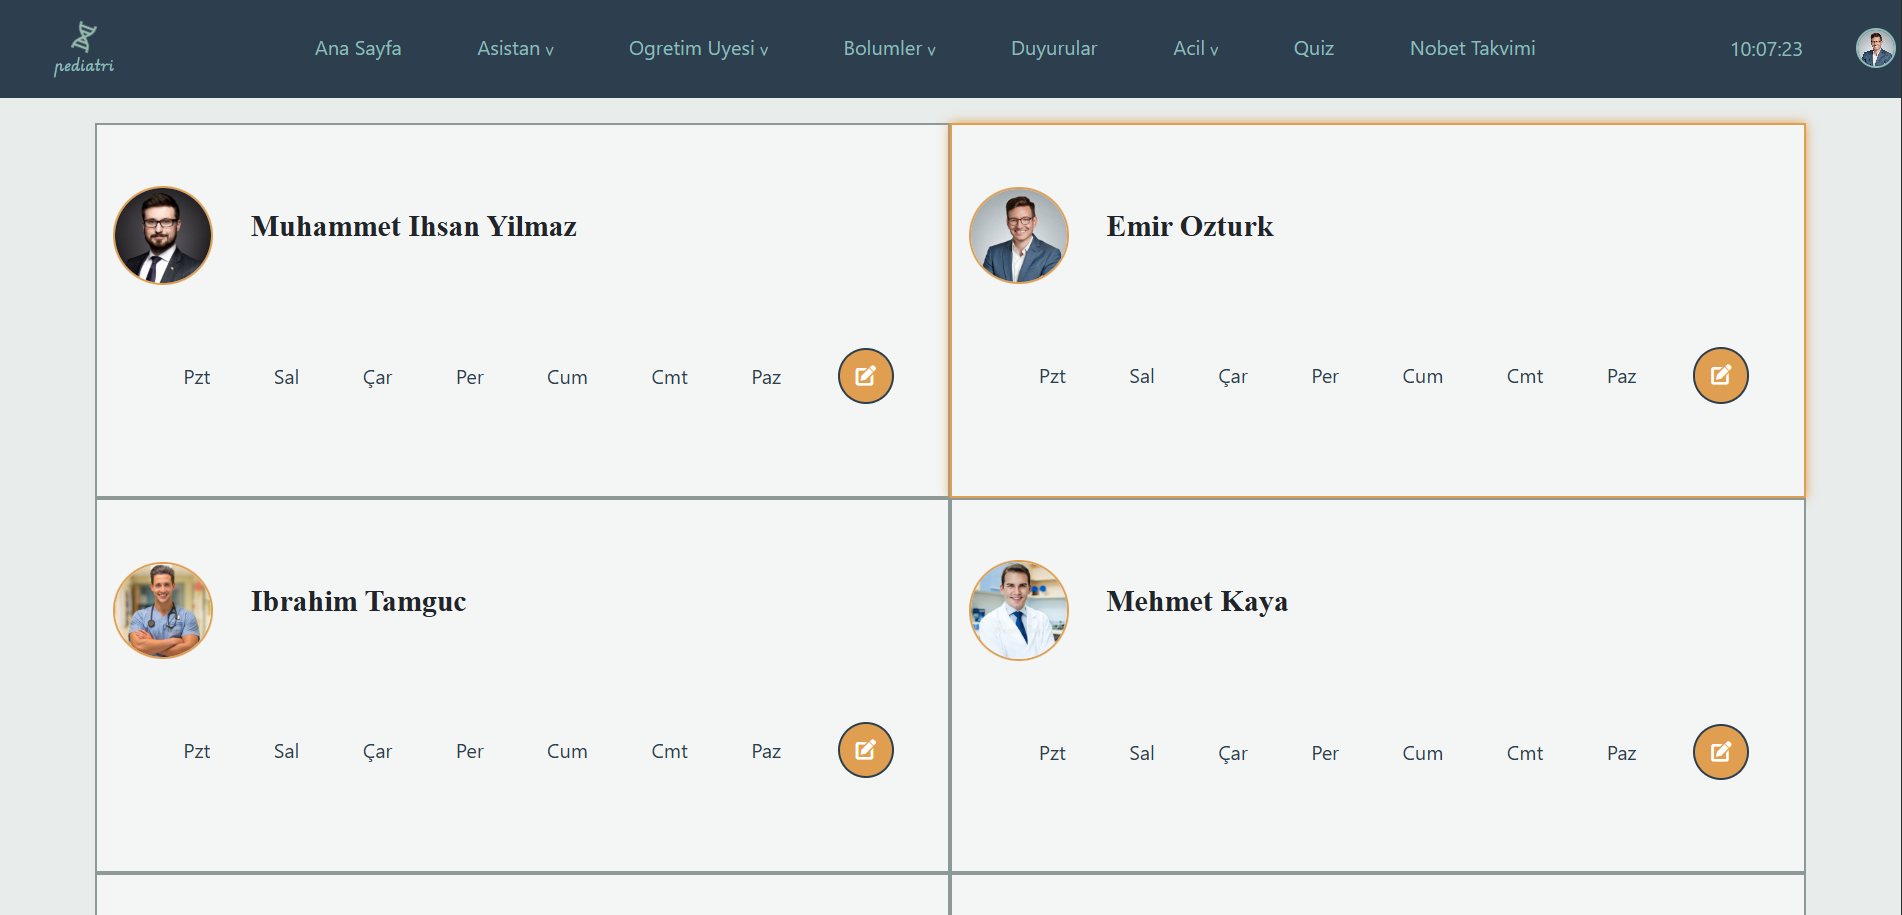 pediatri
Ana Sayfa Asistan v Ogretim Uyesi v Bolumler v Duyurular Acil v Quiz Nobet Takvimi 10:07:23
Muhammet Ihsan Yilmaz
Pzt Sal Çar Per Cum Cmt Paz
Emir Ozturk
Pzt Sal Çar Per Cum Cmt Paz
Ibrahim Tamguc
Pzt Sal Çar Per Cum Cmt Paz
Mehmet Kaya
Pzt Sal Çar Per Cum Cmt Paz